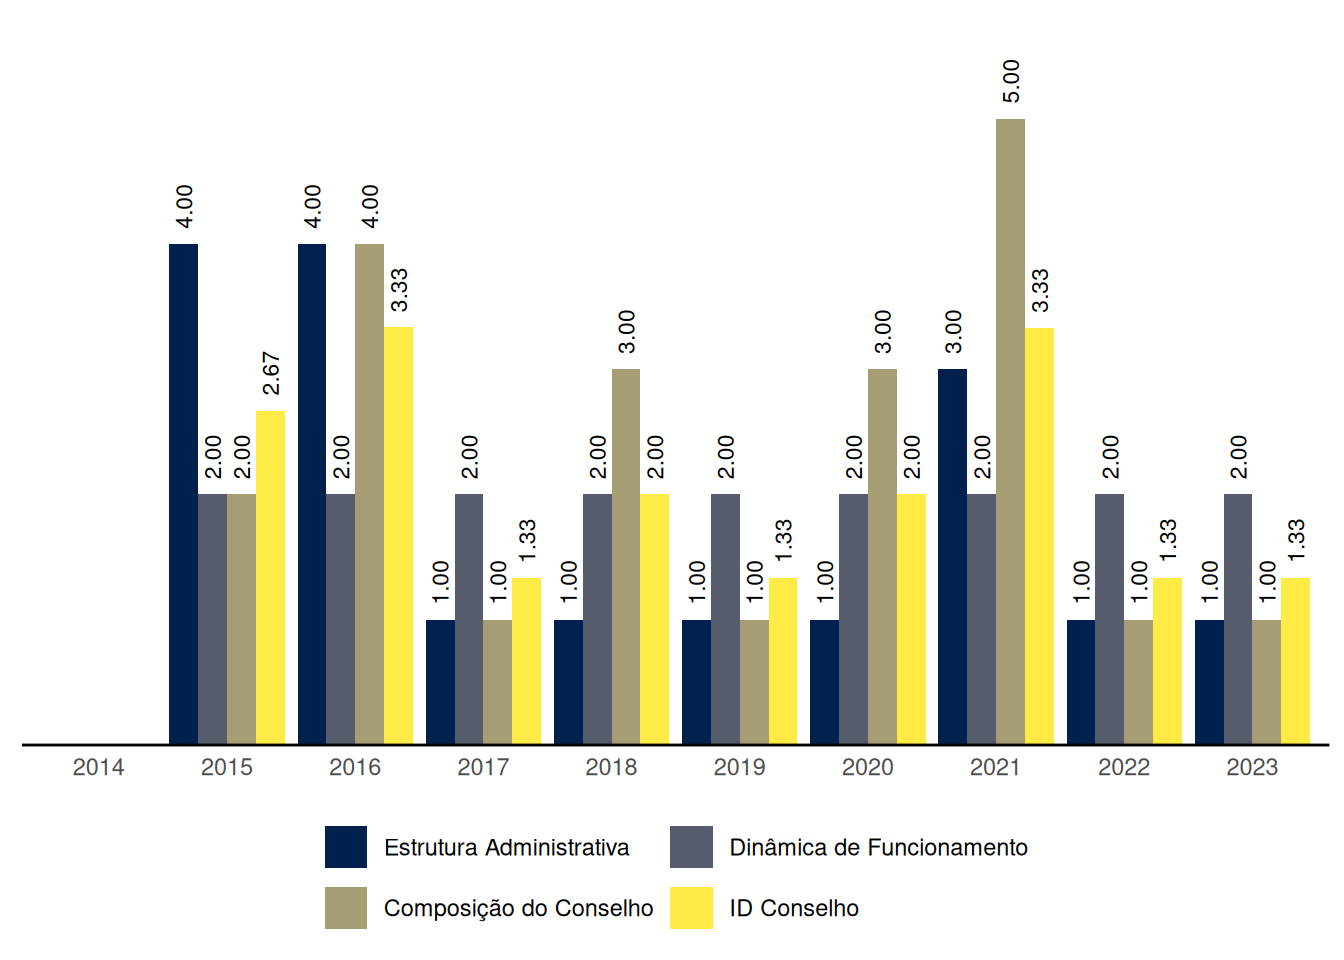 5.00
4.00 4.00 4.00
3.33 3.33
3.00 3.00 3.00
2.67
2.00 2.00 2.00 2.00 2.00 2.00 2.00 2.00 2.00 2.00 2.00 2.00
1.33 1.33 1.33 1.33
1.00 1.00 1.00 1.00 1.00 1.00 1.00 1.00 1.00 1.00
2014 2015 2016 2017 2018 2019 2020 2021 2022 2023
Estrutura Administrativa Dinâmica de Funcionamento
Composição do Conselho ID Conselho